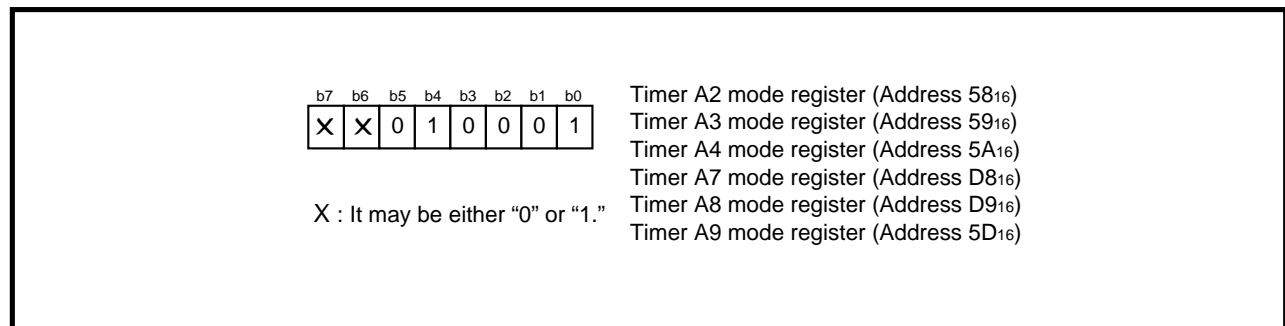 b7 b6 b5 b4 b3 b2 b1 b0
X X 0 1 0 0 0 1
X : It may be either “0” or “1.”
Timer A2 mode register (Address 5816)
Timer A3 mode register (Address 5916)
Timer A4 mode register (Address 5A16)
Timer A7 mode register (Address D816)
Timer A8 mode register (Address D916)
Timer A9 mode register (Address 5D16)